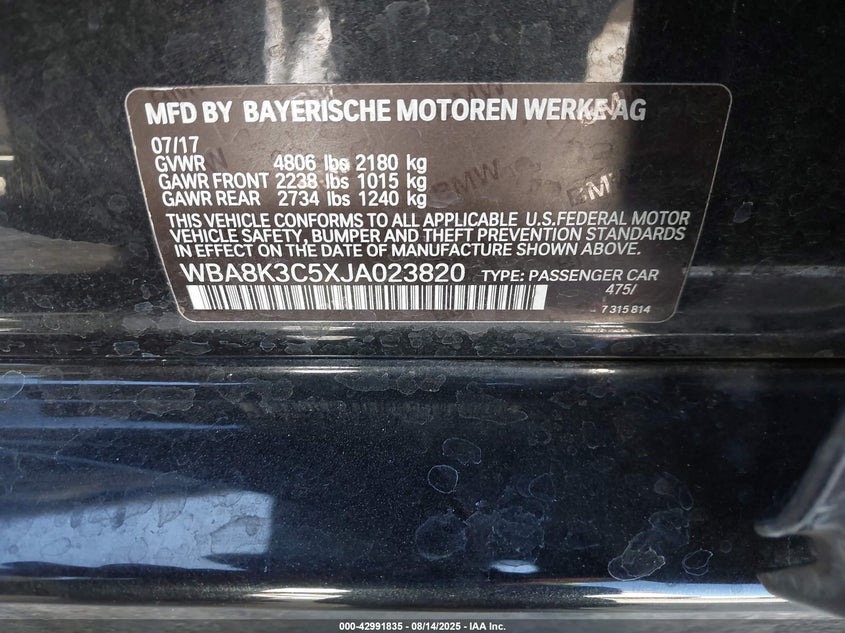 MFD BY BAYERISCHE MOTOREN WERKE AG
07/17
GVWR 4806 lbs 2180 kg
GAWR FRONT 2238 lbs 1015 kg
GAWR REAR 2734 lbs 1240 kg
THIS VEHICLE CONFORMS TO ALL APPLICABLE U.S.FEDERAL MOTOR
VEHICLE SAFETY, BUMPER AND THEFT PREVENTION STANDARDS
IN EFFECT ON THE DATE OF MANUFACTURE SHOWN ABOVE.
WBA8K3C5XJA023820 TYPE: PASSENGER CAR
475/
7 315 814
BMW
BMW
000-42991835 - 08/14/2025 - IAA Inc.